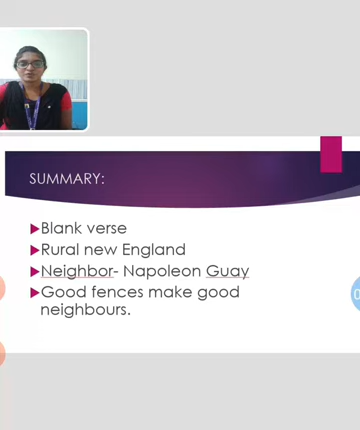 SUMMARY:
Blank verse
Rural new England
Neighbor- Napoleon Guay
Good fences make good
neighbours.